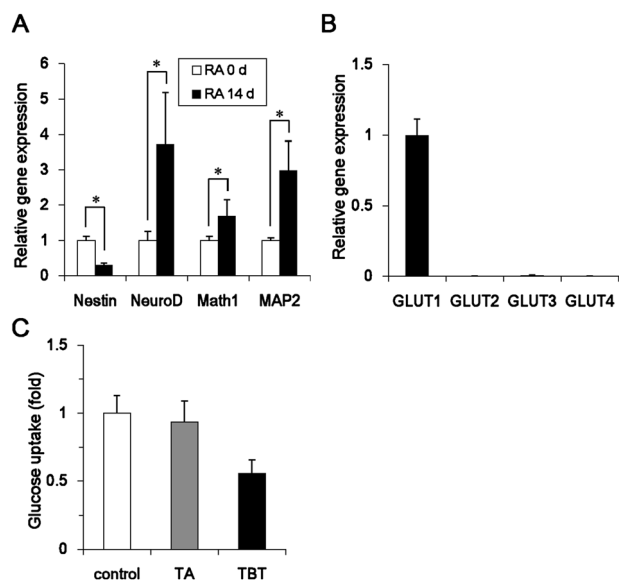 A
Relative gene expression
6
5
4
3
2
1
0
RA 0 d
RA 14 d
*
*
*
*
Nestin NeuroD Math1 MAP2
B
Relative gene expression
1.5
1
0.5
0
GLUT1 GLUT2 GLUT3 GLUT4
C
Glucose uptake (fold)
1.5
1
0.5
0
control TA TBT